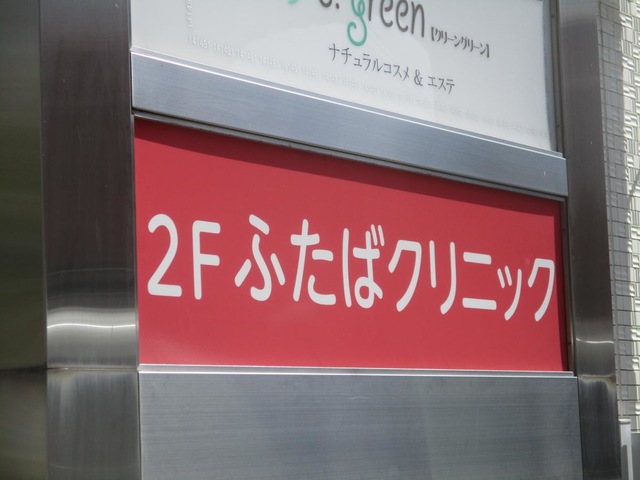 green【グリーングリーン】
ナチュラルコスメ & エステ
2F ふたばクリニック